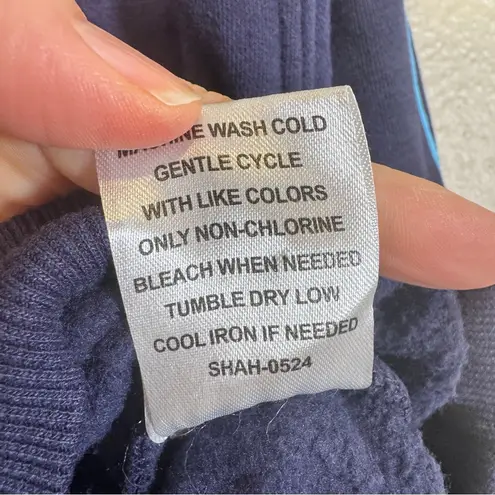 MACHINE WASH COLD
GENTLE CYCLE
WITH LIKE COLORS
ONLY NON-CHLORINE
BLEACH WHEN NEEDED
TUMBLE DRY LOW
COOL IRON IF NEEDED
SHAH-0524